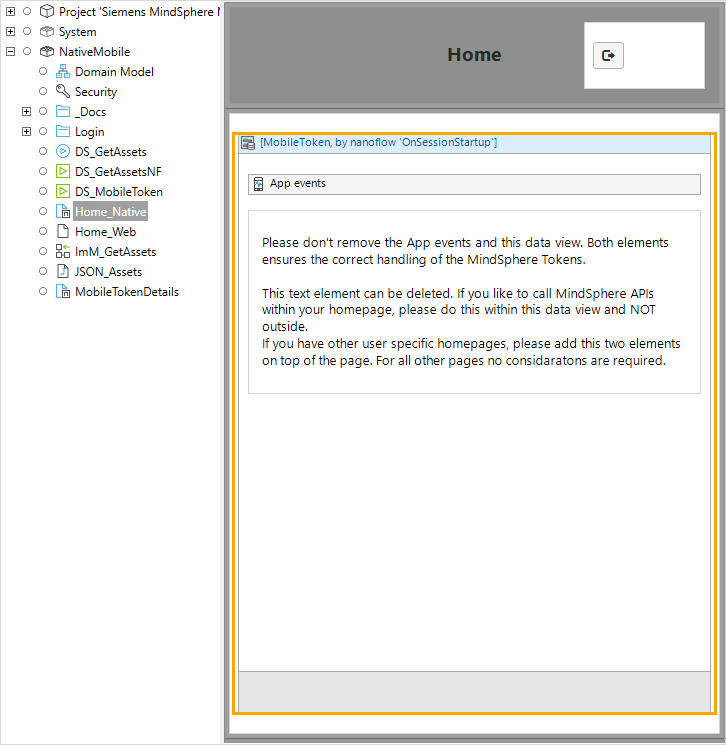 Project 'Siemens MindSphere M
System
NativeMobile
Domain Model
Security
_Docs
Login
DS_GetAssets
DS_GetAssetsNF
DS_MobileToken
Home_Native
Home_Web
ImM_GetAssets
JSON_Assets
MobileTokenDetails
Home
[MobileToken, by nanoflow 'OnSessionStartup']
App events
Please don't remove the App events and this data view. Both elements
ensures the correct handling of the MindSphere Tokens.
This text element can be deleted. If you like to call MindSphere APIs
within your homepage, please do this within this data view and NOT
outside.
If you have other user specific homepages, please add this two elements
on top of the page. For all other pages no considaratons are required.